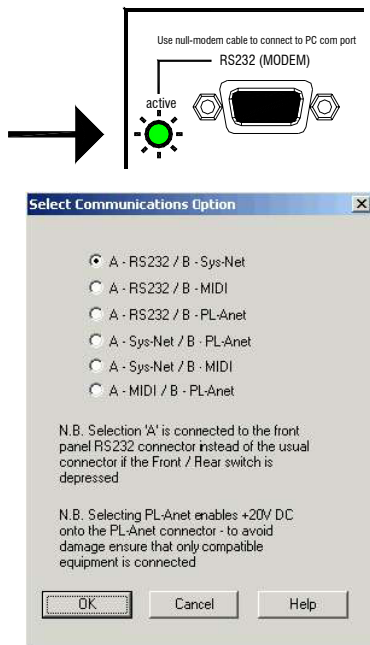 Use null-modem cable to connect to PC com port
RS232 (MODEM)
active
Select Communications Option
A - RS232 / B - Sys-Net
A - RS232 / B - MIDI
A - RS232 / B - PL-Anet
A - Sys-Net / B - PL-Anet
A - Sys-Net / B - MIDI
A - MIDI / B - PL-Anet
N.B. Selection 'A' is connected to the front
panel RS232 connector instead of the usual
connector if the Front / Rear switch is
depressed
N.B. Selecting PL-Anet enables +20V DC
onto the PL-Anet connector - to avoid
damage ensure that only compatible
equipment is connected
OK Cancel Help